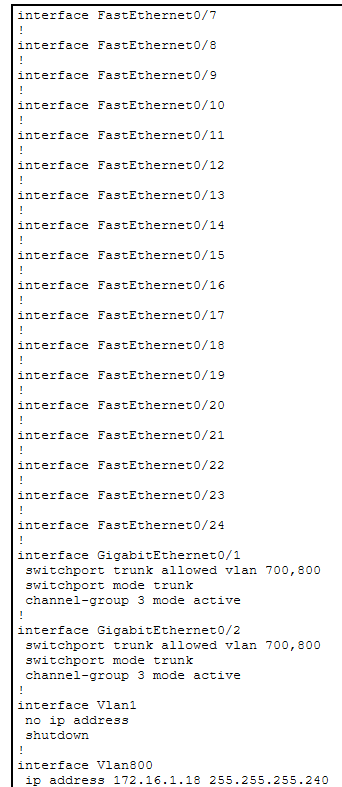 interface FastEthernet0/7
!
interface FastEthernet0/8
!
interface FastEthernet0/9
!
interface FastEthernet0/10
!
interface FastEthernet0/11
!
interface FastEthernet0/12
!
interface FastEthernet0/13
!
interface FastEthernet0/14
!
interface FastEthernet0/15
!
interface FastEthernet0/16
!
interface FastEthernet0/17
!
interface FastEthernet0/18
!
interface FastEthernet0/19
!
interface FastEthernet0/20
!
interface FastEthernet0/21
!
interface FastEthernet0/22
!
interface FastEthernet0/23
!
interface FastEthernet0/24
!
interface GigabitEthernet0/1
 switchport trunk allowed vlan 700,800
 switchport mode trunk
 channel-group 3 mode active
!
interface GigabitEthernet0/2
 switchport trunk allowed vlan 700,800
 switchport mode trunk
 channel-group 3 mode active
!
interface Vlan1
 no ip address
 shutdown
!
interface Vlan800
 ip address 172.16.1.18 255.255.255.240